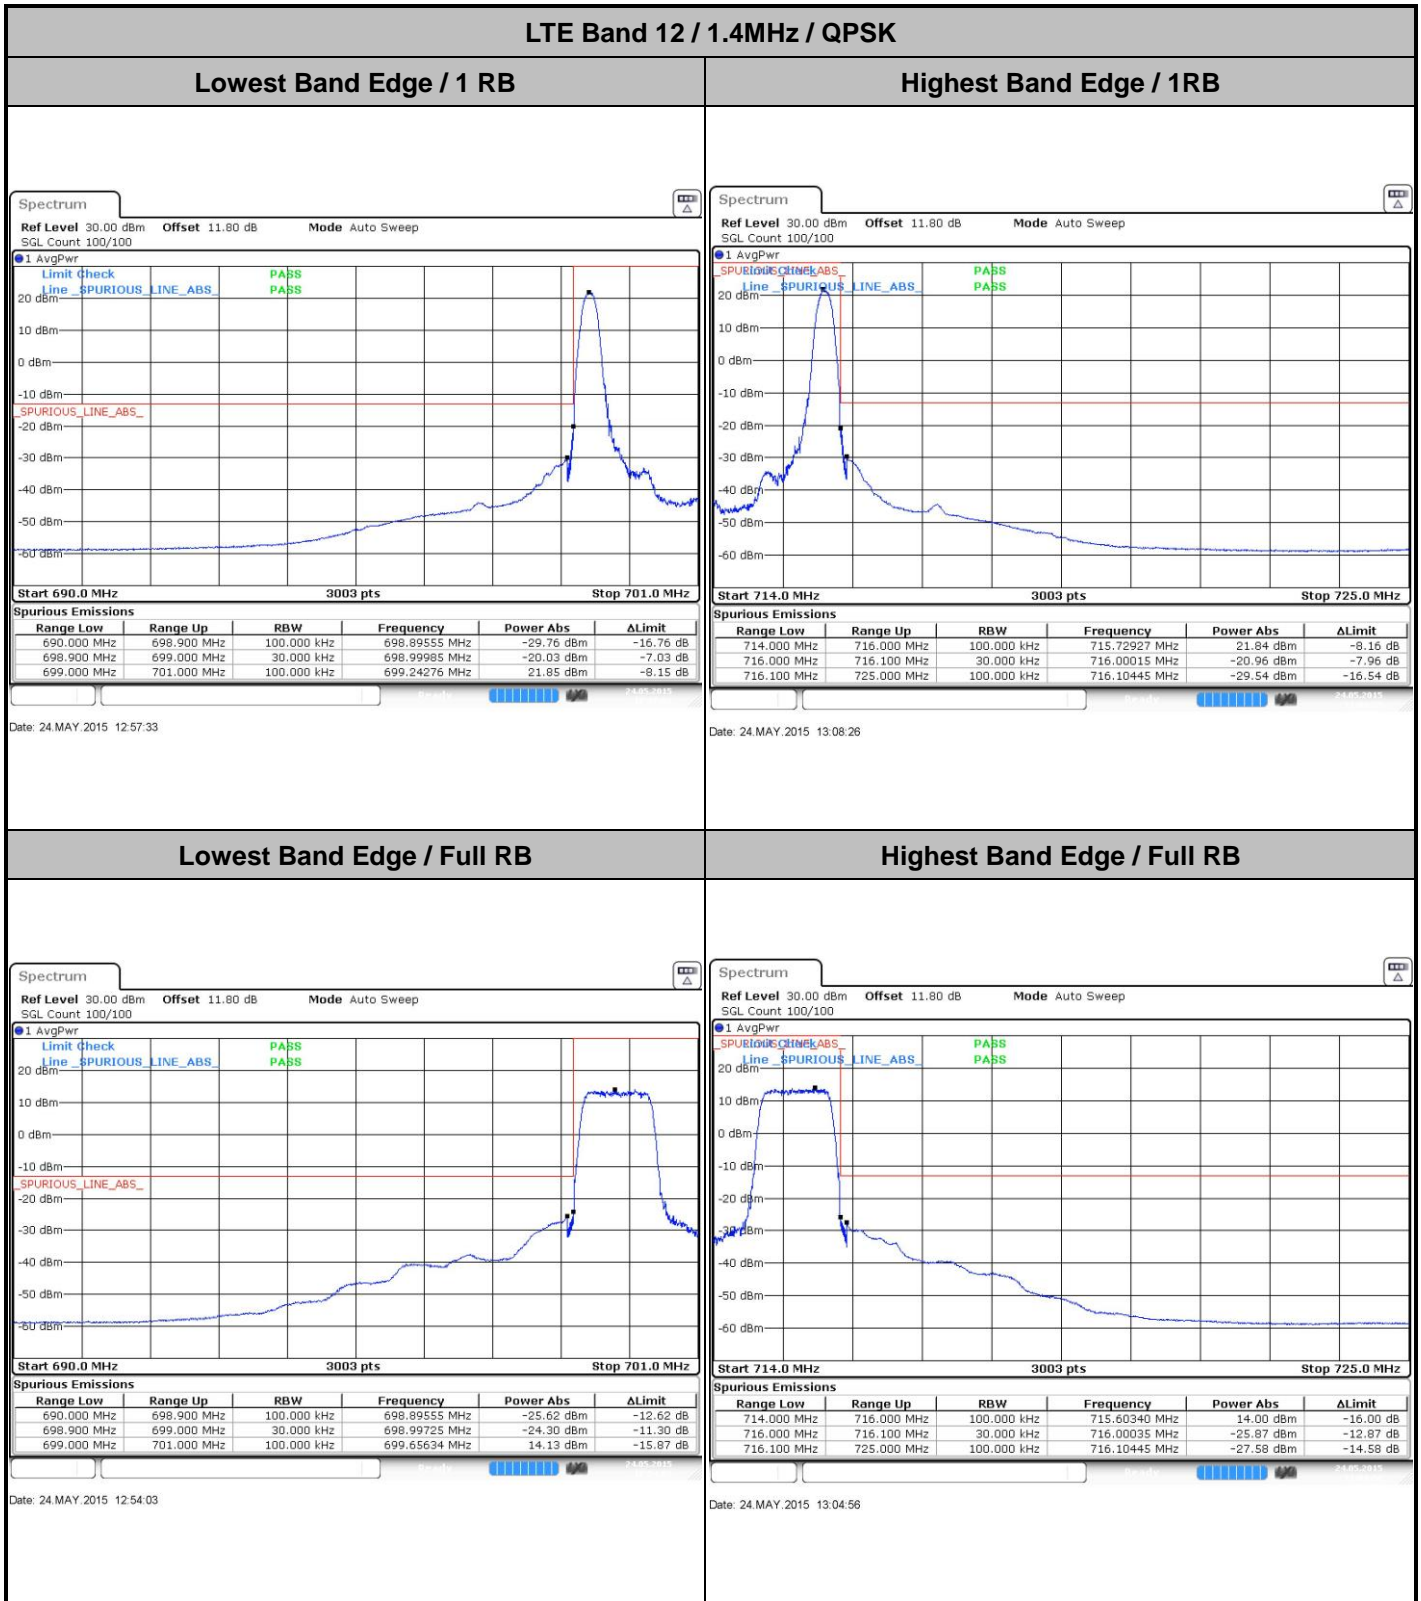 LTE Band 12 / 1.4MHz / QPSK
Lowest Band Edge / 1 RB
Highest Band Edge / 1RB
Spectrum
Ref Level 30.00 dBm Offset 11.80 dB Mode Auto Sweep
SGL Count 100/100
1 AvgPwr
Limit Check PASS
Line _SPURIOUS_LINE_ABS_ PASS
20 dBm
10 dBm
0 dBm
-10 dBm
_SPURIOUS_LINE_ABS_
-20 dBm
-30 dBm
-40 dBm
-50 dBm
-60 dBm
Start 690.0 MHz 3003 pts Stop 701.0 MHz
Spurious Emissions
Range Low Range Up RBW Frequency Power Abs ΔLimit
690.000 MHz 698.900 MHz 100.000 kHz 698.89555 MHz -29.76 dBm -16.76 dB
698.900 MHz 699.000 MHz 30.000 kHz 698.99985 MHz -20.03 dBm -7.03 dB
699.000 MHz 701.000 MHz 100.000 kHz 699.24276 MHz 21.85 dBm -8.15 dB
Ready 24.05.2015
Date: 24.MAY.2015 12:57:33
Spectrum
Ref Level 30.00 dBm Offset 11.80 dB Mode Auto Sweep
SGL Count 100/100
1 AvgPwr
_SPURIOUS_LINE_ABS_
Limit Check PASS
Line _SPURIOUS_LINE_ABS_ PASS
20 dBm
10 dBm
0 dBm
-10 dBm
-20 dBm
-30 dBm
-40 dBm
-50 dBm
-60 dBm
Start 714.0 MHz 3003 pts Stop 725.0 MHz
Spurious Emissions
Range Low Range Up RBW Frequency Power Abs ΔLimit
714.000 MHz 716.000 MHz 100.000 kHz 715.72927 MHz 21.84 dBm -8.16 dB
716.000 MHz 716.100 MHz 30.000 kHz 716.00015 MHz -20.96 dBm -7.96 dB
716.100 MHz 725.000 MHz 100.000 kHz 716.10445 MHz -29.54 dBm -16.54 dB
Ready 24.05.2015
Date: 24.MAY.2015 13:08:26
Lowest Band Edge / Full RB
Highest Band Edge / Full RB
Spectrum
Ref Level 30.00 dBm Offset 11.80 dB Mode Auto Sweep
SGL Count 100/100
1 AvgPwr
Limit Check PASS
Line _SPURIOUS_LINE_ABS_ PASS
20 dBm
10 dBm
0 dBm
-10 dBm
_SPURIOUS_LINE_ABS_
-20 dBm
-30 dBm
-40 dBm
-50 dBm
-60 dBm
Start 690.0 MHz 3003 pts Stop 701.0 MHz
Spurious Emissions
Range Low Range Up RBW Frequency Power Abs ΔLimit
690.000 MHz 698.900 MHz 100.000 kHz 698.89555 MHz -25.62 dBm -12.62 dB
698.900 MHz 699.000 MHz 30.000 kHz 698.99725 MHz -24.30 dBm -11.30 dB
699.000 MHz 701.000 MHz 100.000 kHz 699.65634 MHz 14.13 dBm -15.87 dB
Ready 24.05.2015
Date: 24.MAY.2015 12:54:03
Spectrum
Ref Level 30.00 dBm Offset 11.80 dB Mode Auto Sweep
SGL Count 100/100
1 AvgPwr
_SPURIOUS_LINE_ABS_
Limit Check PASS
Line _SPURIOUS_LINE_ABS_ PASS
20 dBm
10 dBm
0 dBm
-10 dBm
-20 dBm
-30 dBm
-40 dBm
-50 dBm
-60 dBm
Start 714.0 MHz 3003 pts Stop 725.0 MHz
Spurious Emissions
Range Low Range Up RBW Frequency Power Abs ΔLimit
714.000 MHz 716.000 MHz 100.000 kHz 715.60340 MHz 14.00 dBm -16.00 dB
716.000 MHz 716.100 MHz 30.000 kHz 716.00035 MHz -25.87 dBm -12.87 dB
716.100 MHz 725.000 MHz 100.000 kHz 716.10445 MHz -27.58 dBm -14.58 dB
Ready 24.05.2015
Date: 24.MAY.2015 13:04:56